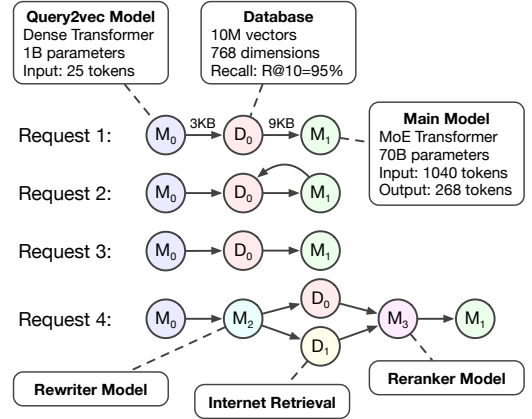 Query2vec Model
Dense Transformer
1B parameters
Input: 25 tokens
Database
10M vectors
768 dimensions
Recall: R@10=95%
Main Model
MoE Transformer
70B parameters
Input: 1040 tokens
Output: 268 tokens
Request 1: M₀ 3KB D₀ 9KB M₁
Request 2: M₀ D₀ M₁
Request 3: M₀ D₀ M₁
Request 4: M₀ M₂ D₀ D₁ M₃ M₁
Rewriter Model
Internet Retrieval
Reranker Model